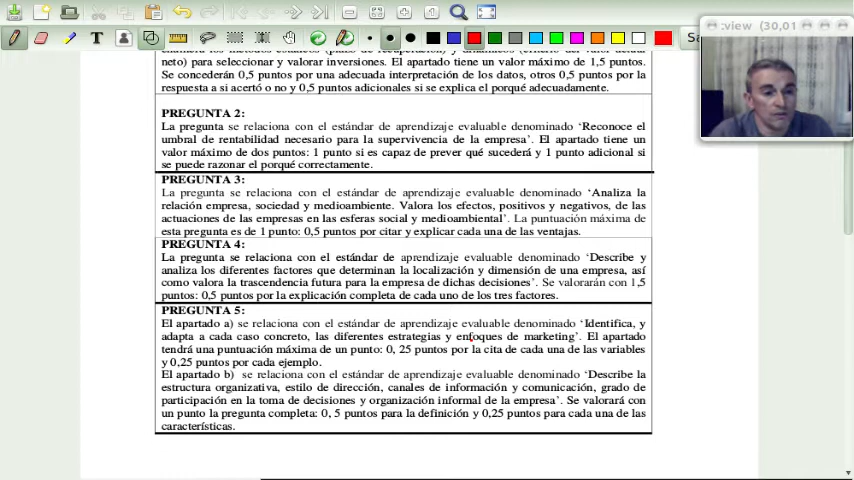 :view (30,01
Sa
neto) para seleccionar y valorar inversiones. El apartado tiene un valor máximo de 1,5 puntos.
Se concederán 0,5 puntos por una adecuada interpretación de los datos, otros 0,5 puntos por la
respuesta a si acertó o no y 0,5 puntos adicionales si se explica el porqué adecuadamente.
PREGUNTA 2:
La pregunta se relaciona con el estándar de aprendizaje evaluable denominado ‘Reconoce el
umbral de rentabilidad necesario para la supervivencia de la empresa’. El apartado tiene un
valor máximo de dos puntos: 1 punto si es capaz de prever qué sucederá y 1 punto adicional si
se puede razonar el porqué correctamente.
PREGUNTA 3:
La pregunta se relaciona con el estándar de aprendizaje evaluable denominado ‘Analiza la
relación empresa, sociedad y medioambiente. Valora los efectos, positivos y negativos, de las
actuaciones de las empresas en las esferas social y medioambiental’. La puntuación máxima de
esta pregunta es de 1 punto: 0,5 puntos por citar y explicar cada una de las ventajas.
PREGUNTA 4:
La pregunta se relaciona con el estándar de aprendizaje evaluable denominado ‘Describe y
analiza los diferentes factores que determinan la localización y dimensión de una empresa, así
como valora la trascendencia futura para la empresa de dichas decisiones’. Se valorarán con 1,5
puntos: 0,5 puntos por la explicación completa de cada uno de los tres factores.
PREGUNTA 5:
El apartado a) se relaciona con el estándar de aprendizaje evaluable denominado ‘Identifica, y
adapta a cada caso concreto, las diferentes estrategias y enfoques de marketing’. El apartado
tendrá una puntuación máxima de un punto: 0, 25 puntos por la cita de cada una de las variables
y 0,25 puntos por cada ejemplo.
El apartado b) se relaciona con el estándar de aprendizaje evaluable denominado ‘Describe la
estructura organizativa, estilo de dirección, canales de información y comunicación, grado de
participación en la toma de decisiones y organización informal de la empresa’. Se valorará con
un punto la pregunta completa: 0, 5 puntos para la definición y 0,25 puntos para cada una de las
características.